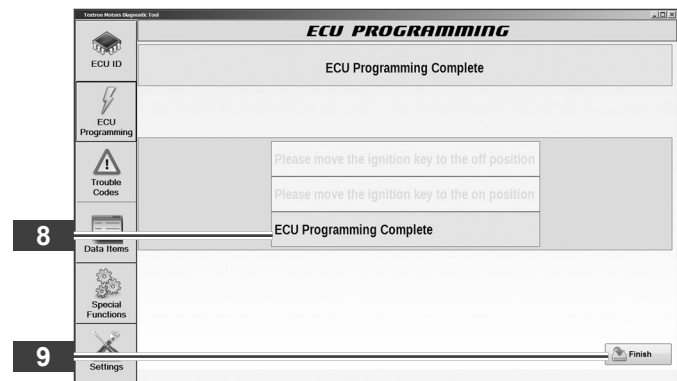 Textron Motors Diagnostic Tool
ECU PROGRAMMING
ECU ID
ECU Programming Complete
ECU
Programming
Please move the ignition key to the off position
Trouble
Codes
Please move the ignition key to the on position
8
ECU Programming Complete
Data Items
Special
Functions
9
Finish
Settings